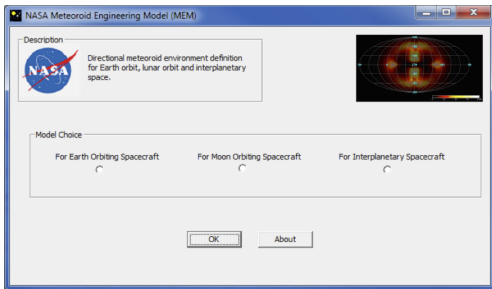 NASA Meteoroid Engineering Model (MEM)
Description
NASA
Directional meteoroid environment definition
for Earth orbit, lunar orbit and interplanetary
space.
Model Choice
For Earth Orbiting Spacecraft
For Moon Orbiting Spacecraft
For Interplanetary Spacecraft
OK
About